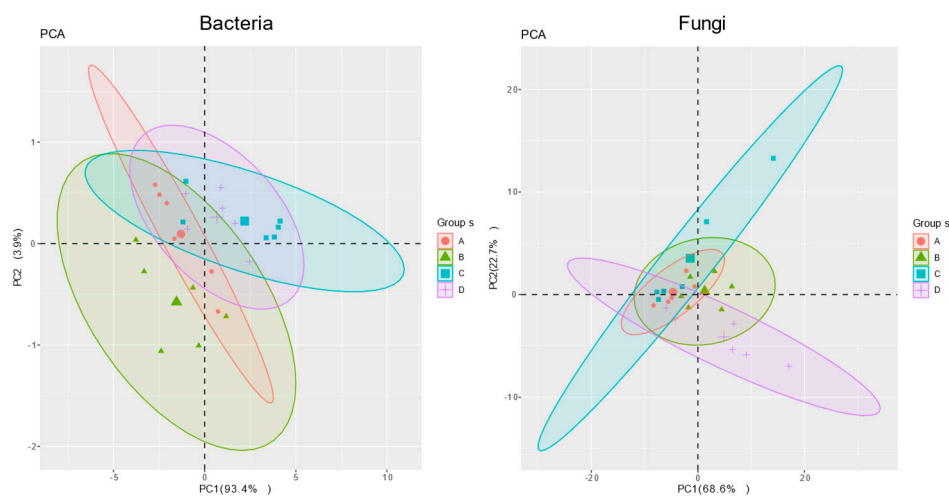 Bacteria
PCA
1
0
-1
-2
-5
0
5
10
PC1(93.4% )
PC2 (3.9%)
Group s
A
B
C
D
Fungi
PCA
20
10
0
-10
-20
0
20
PC1(68.6% )
PC2(22.7% )
Group s
A
B
C
D